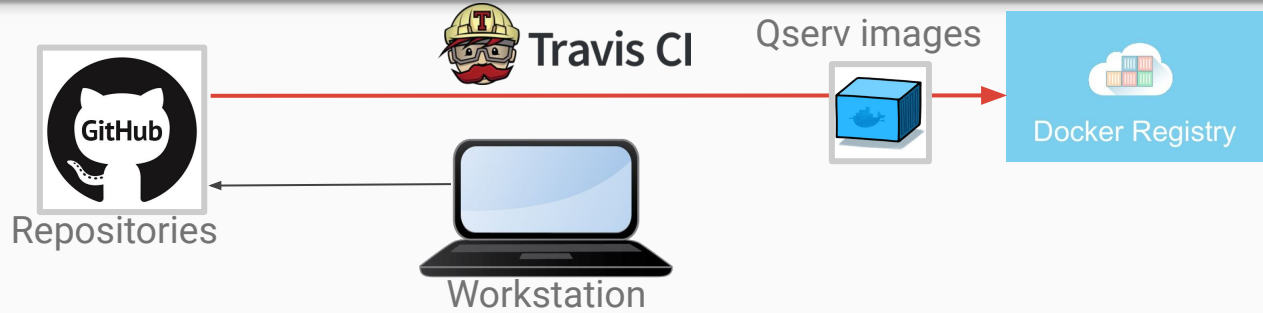 T
Travis CI
Qserv images
GitHub
Docker Registry
Repositories
Workstation